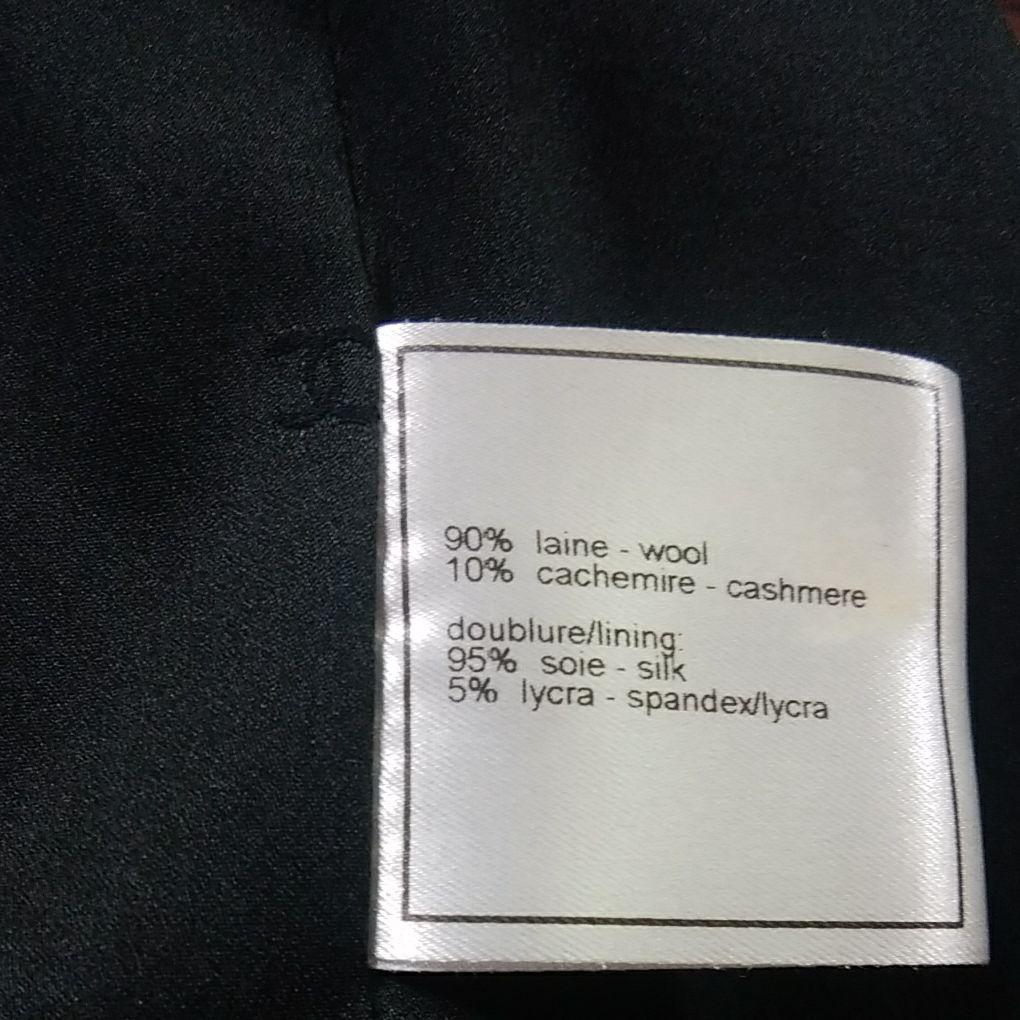 90% laine - wool
10% cachemire - cashmere
doublure/lining:
95% soie - silk
5% lycra - spandex/lycra